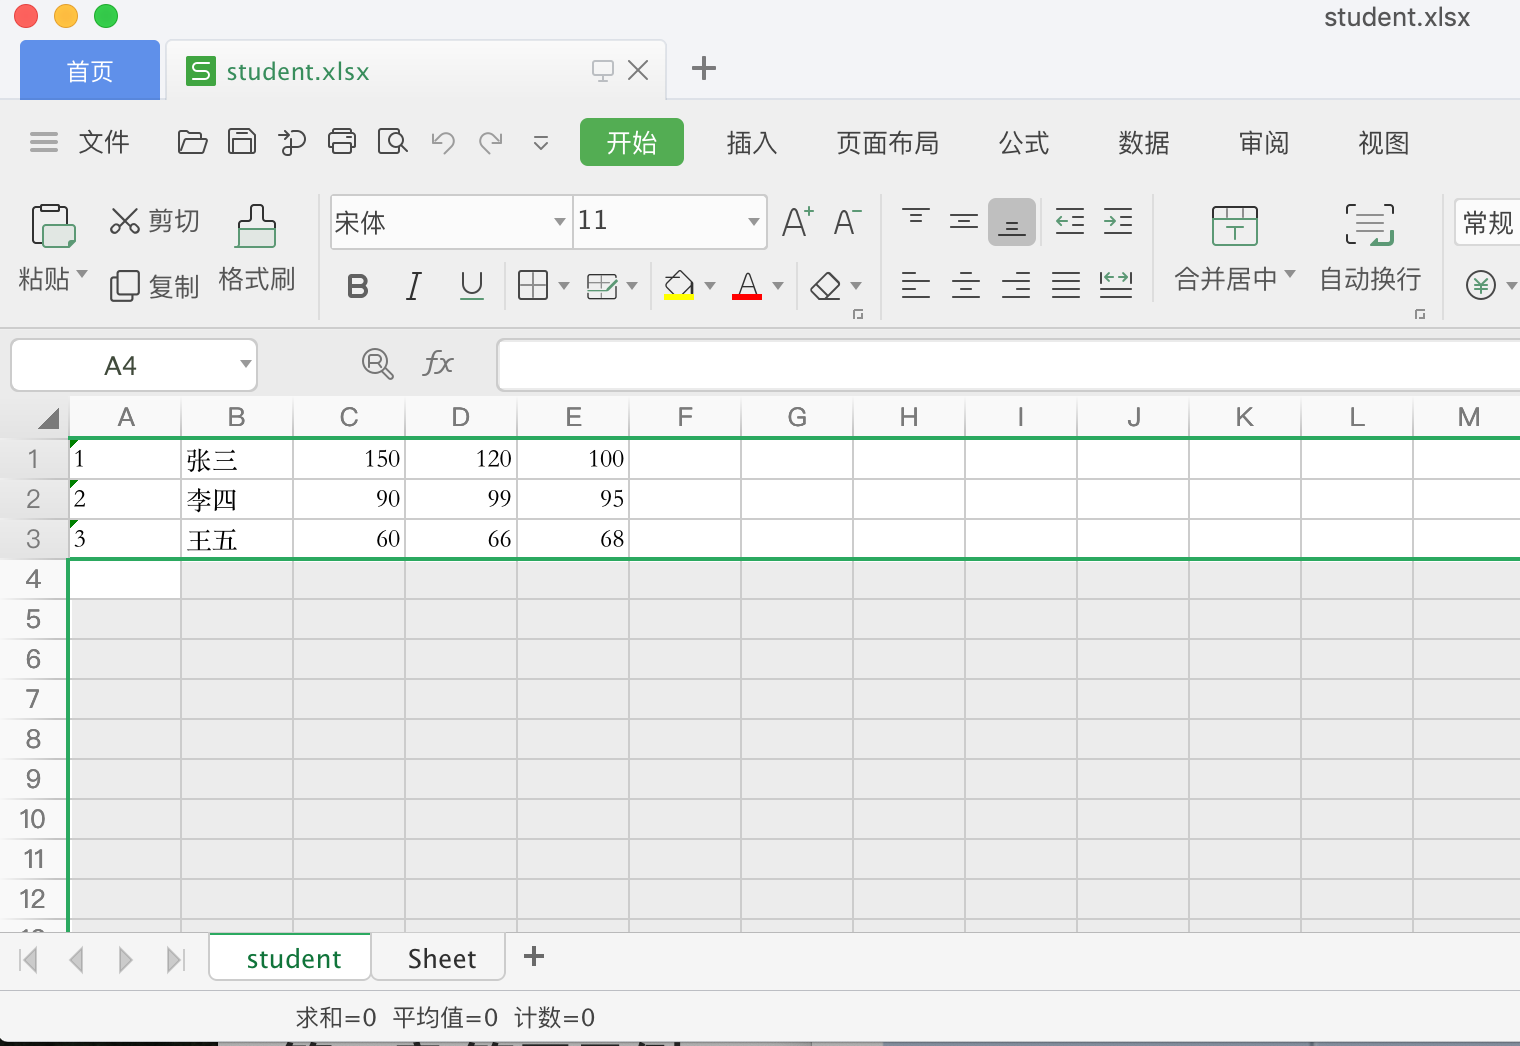 student.xlsx
首页 student.xlsx
文件 开始 插入 页面布局 公式 数据 审阅 视图
剪切 宋体 11 A+ A- 常规
粘贴 复制 格式刷 B I U A 合并居中 自动换行
A4 fx
A B C D E F G H I J K L M
1 1 张三 150 120 100
2 2 李四 90 99 95
3 3 王五 60 66 68
4
5
6
7
8
9
10
11
12
student Sheet
求和=0 平均值=0 计数=0